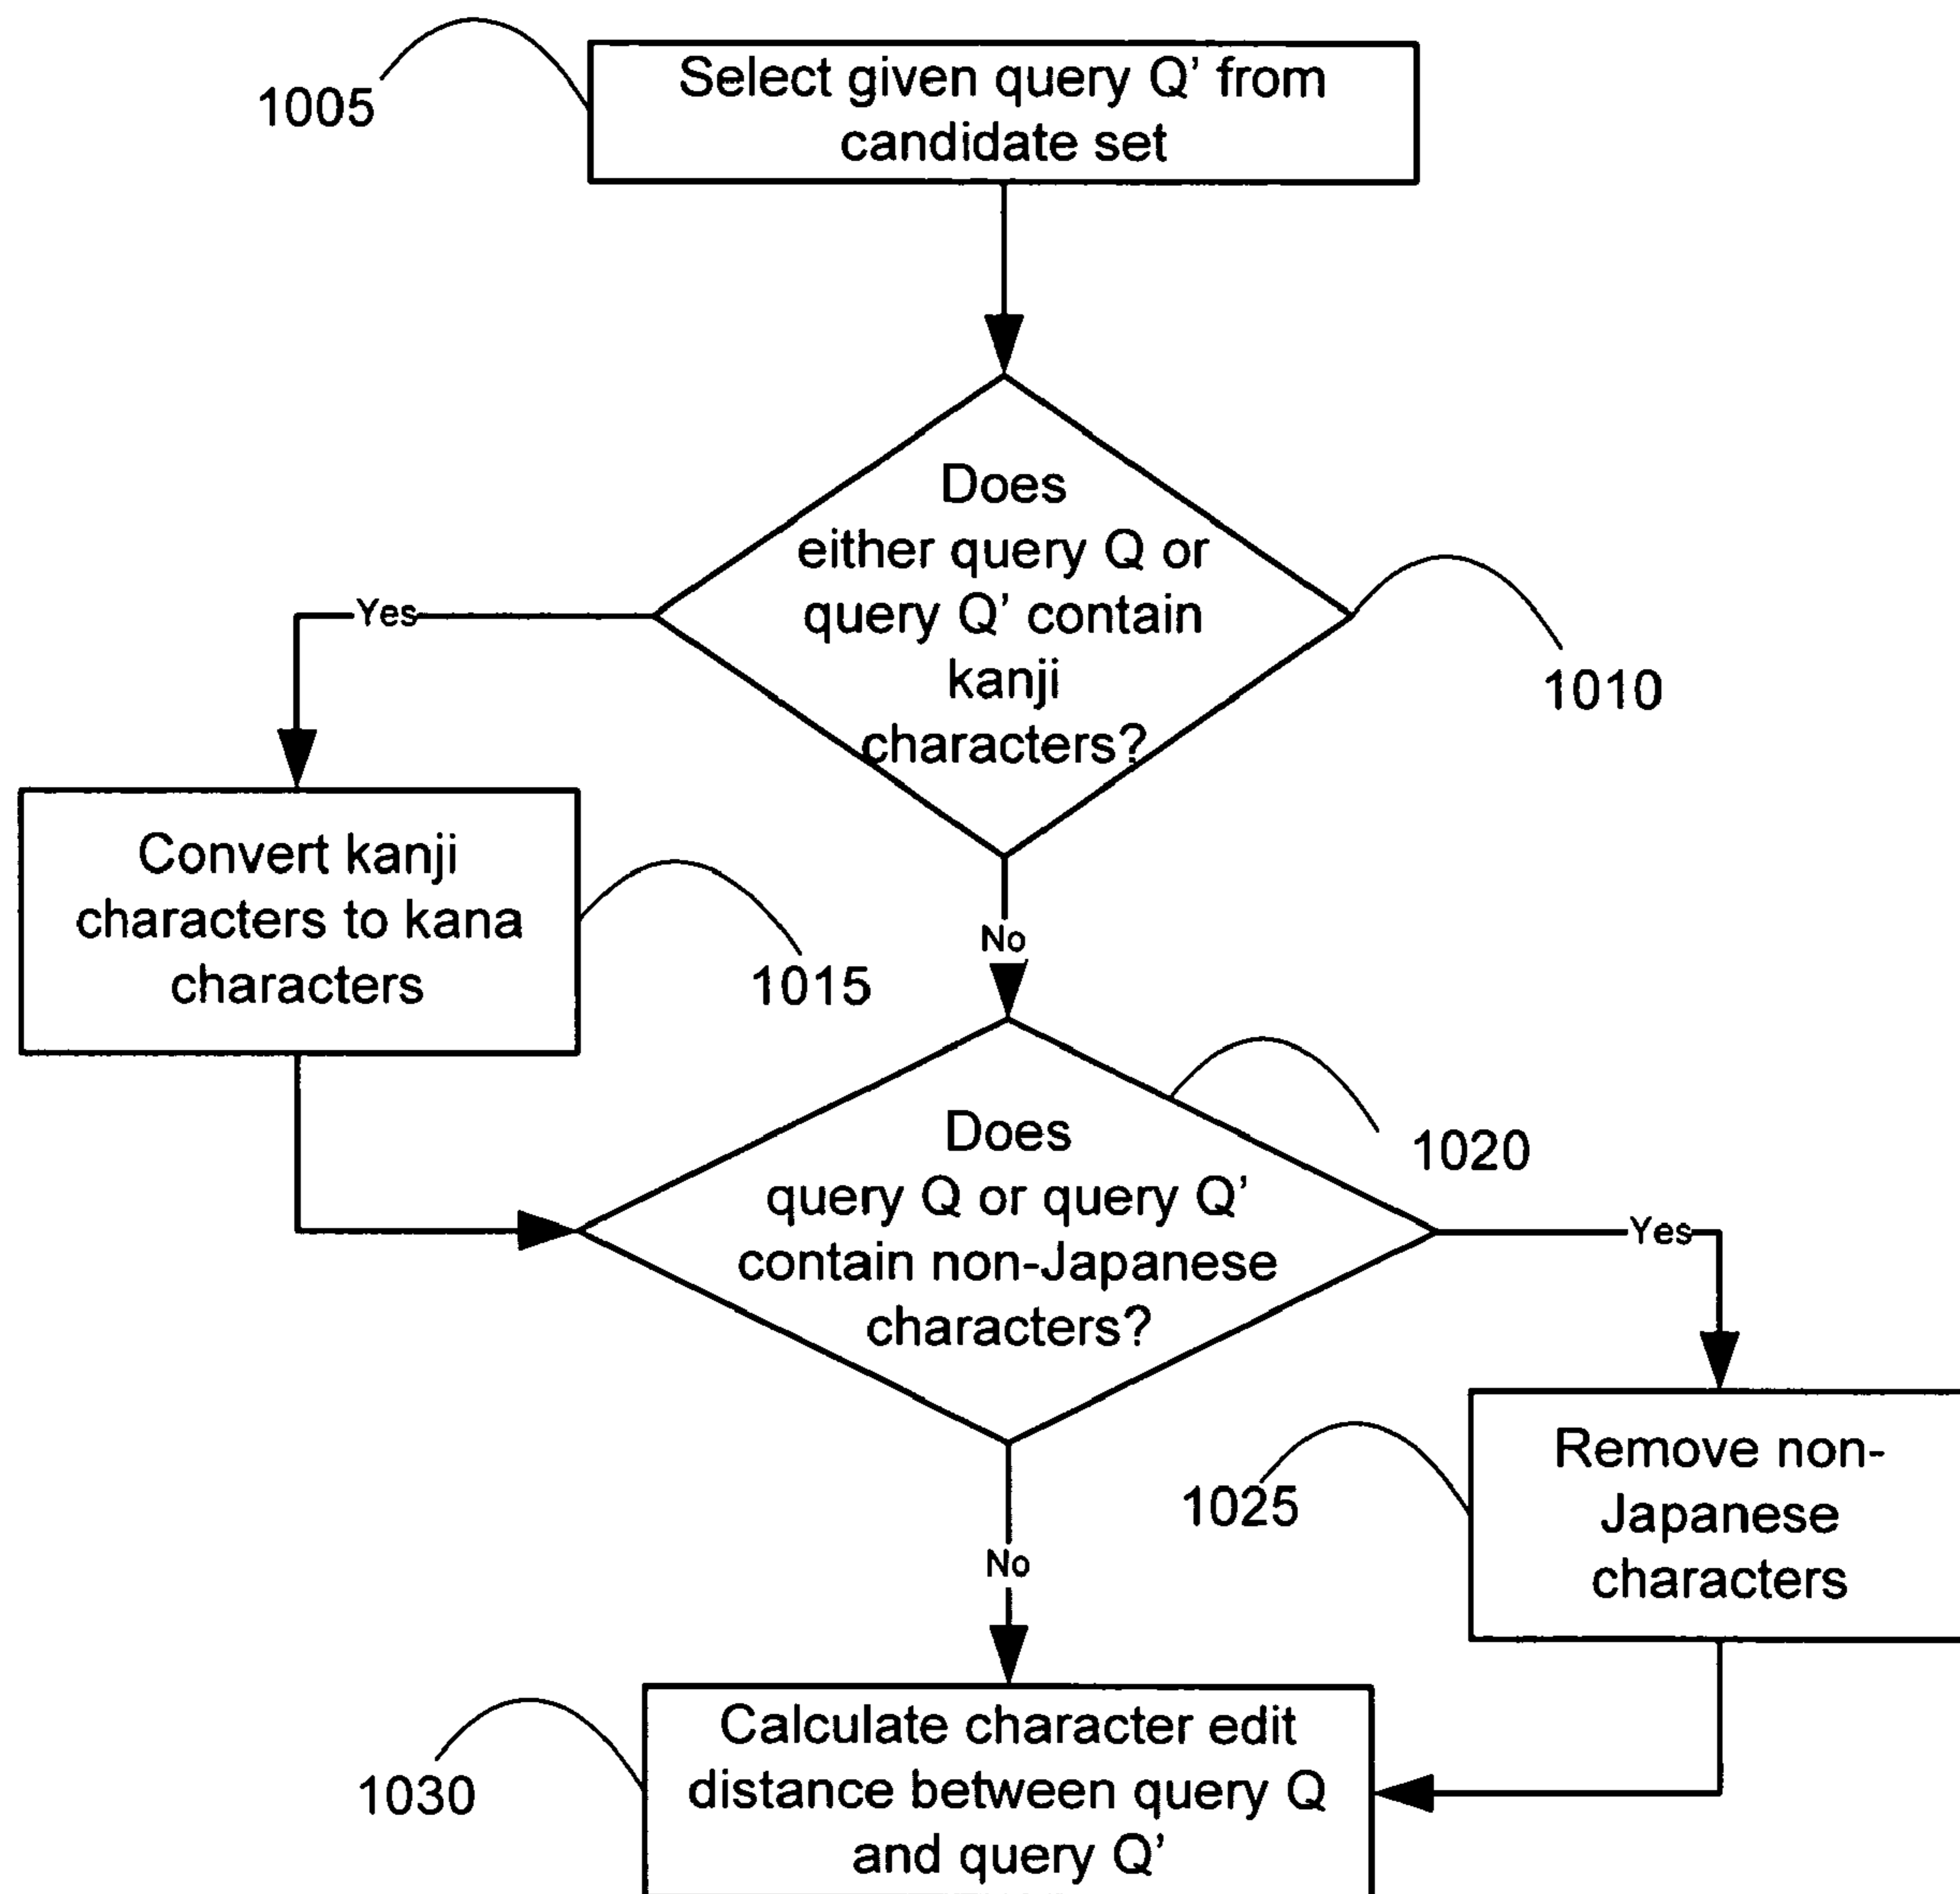 1005
Select given query Q’ from
candidate set
Does
either query Q or
query Q’ contain
kanji
characters?
1010
Yes
No
Convert kanji
characters to kana
characters
1015
Does
query Q or query Q’
contain non-Japanese
characters?
1020
Yes
No
Remove non-
Japanese
characters
1025
Calculate character edit
distance between query Q
and query Q’
1030